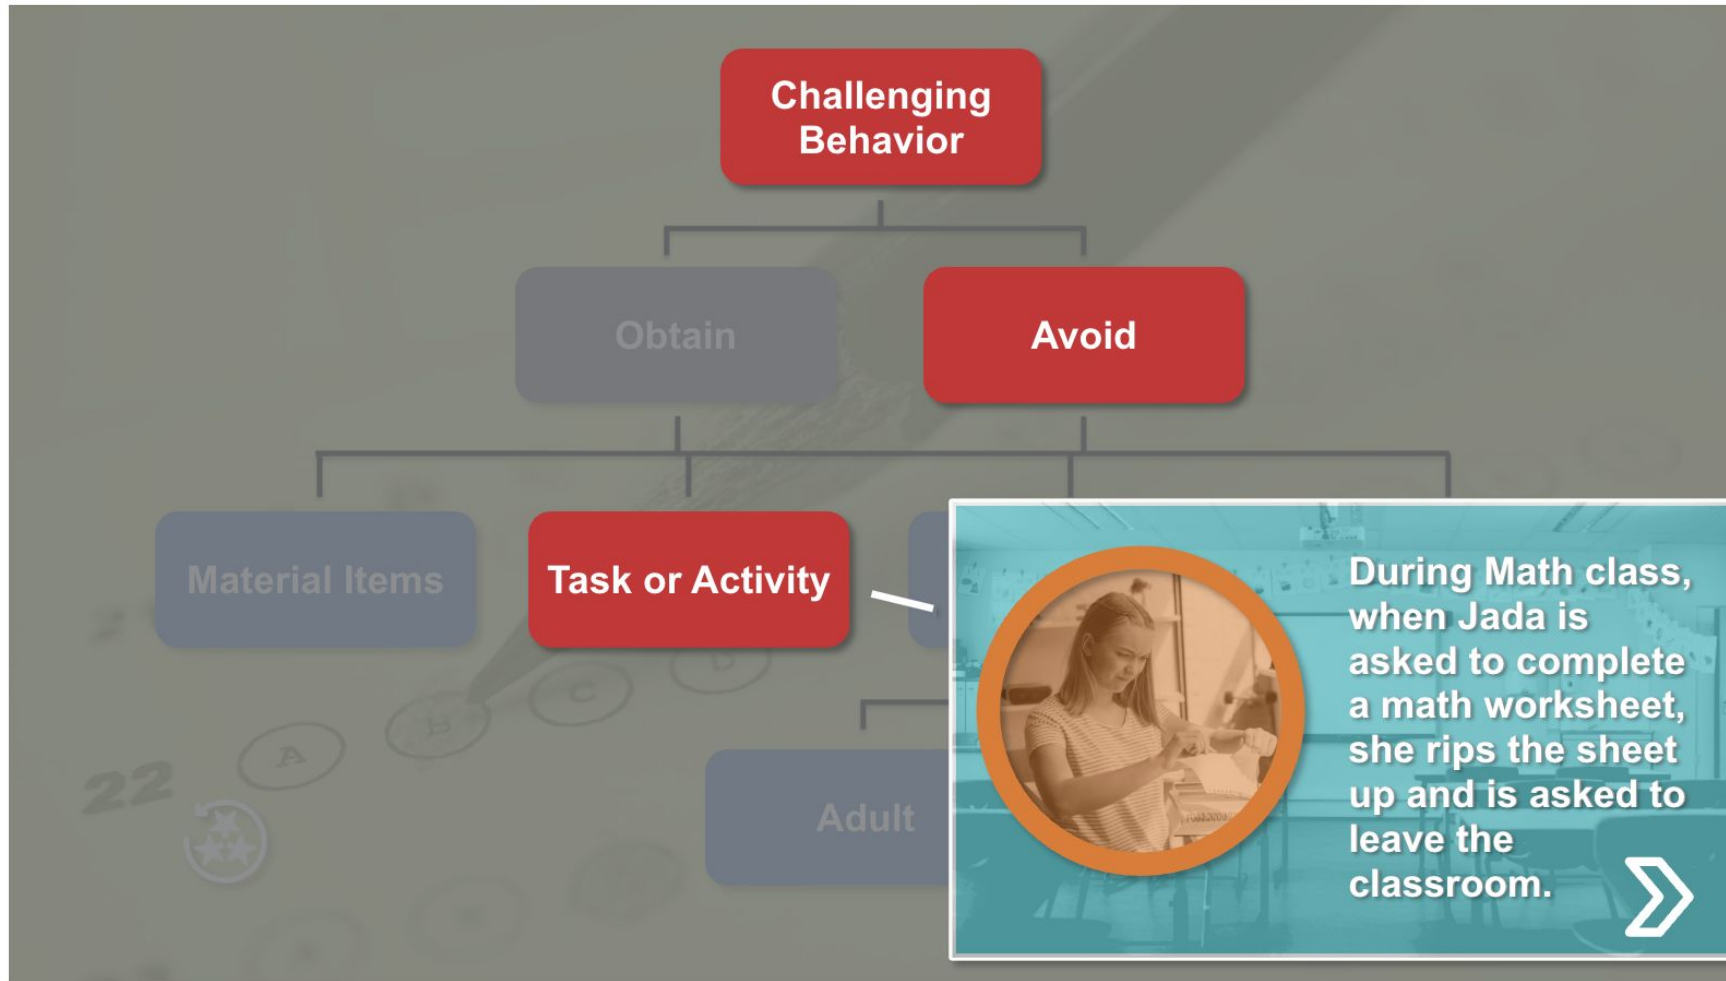 Challenging
Behavior
Obtain
Avoid
Material Items
Task or Activity
During Math class,
when Jada is
asked to complete
a math worksheet,
she rips the sheet
up and is asked to
leave the
classroom.
Adult
22
A
B
C
D